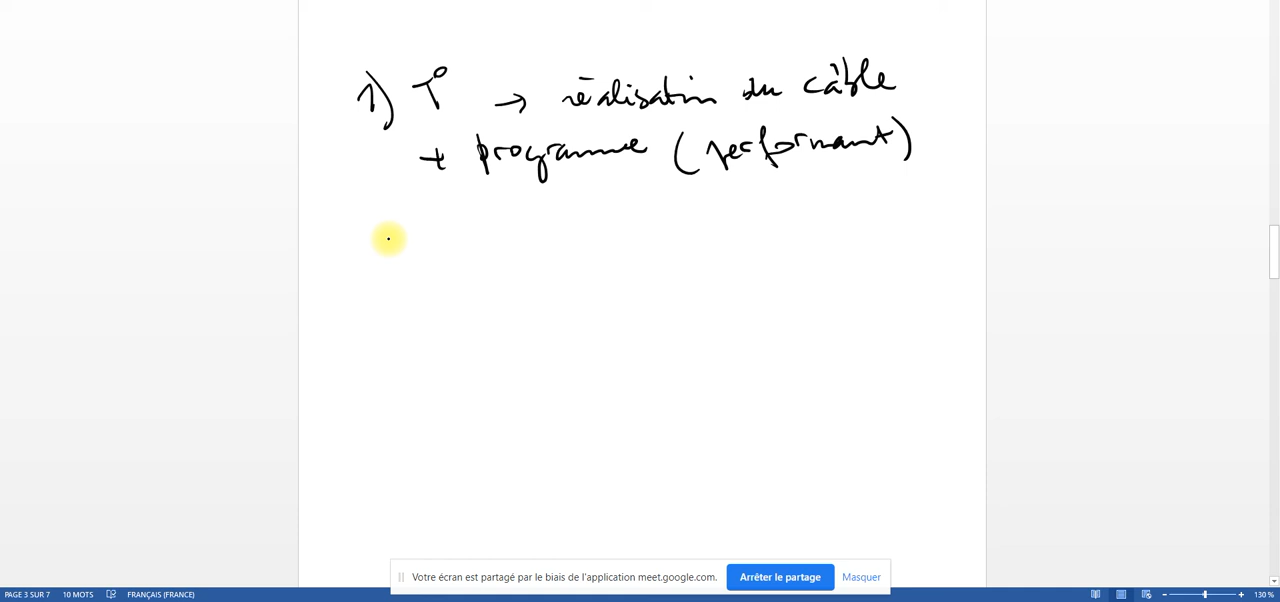 1) T° → réalisation du câble
+ programme (performant)
Votre écran est partagé par le biais de l'application meet.google.com.
Arrêter le partage
Masquer
PAGE 3 SUR 7
10 MOTS
FRANÇAIS (FRANCE)
130 %